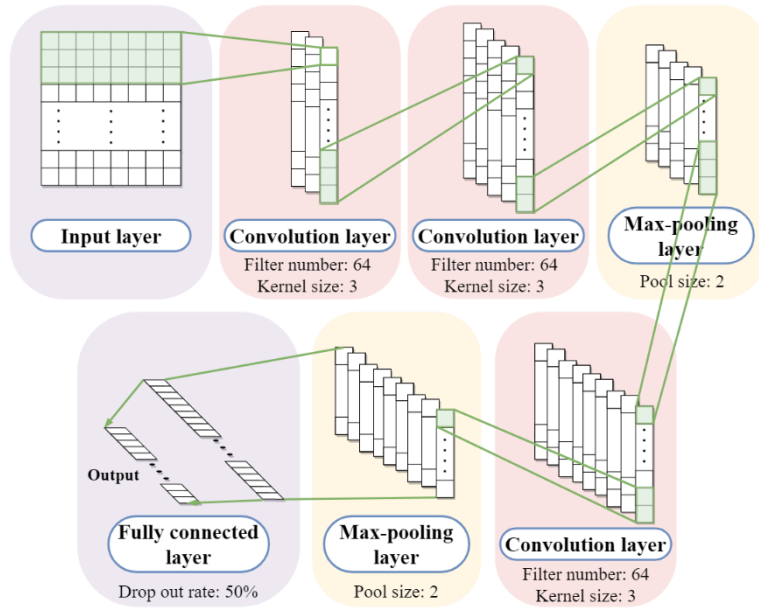 Input layer
Convolution layer
Filter number: 64
Kernel size: 3
Convolution layer
Filter number: 64
Kernel size: 3
Max-pooling
layer
Pool size: 2
Output
Fully connected
layer
Drop out rate: 50%
Max-pooling
layer
Pool size: 2
Convolution layer
Filter number: 64
Kernel size: 3